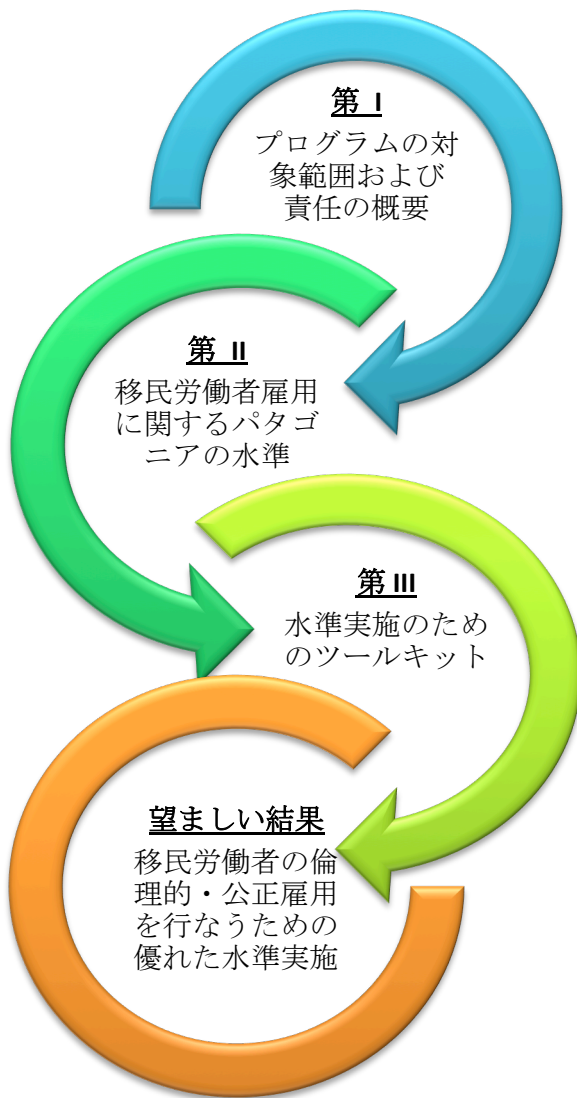 第 I
プログラムの対
象範囲および
責任の概要
第 II
移民労働者雇用
に関するパタゴ
ニアの水準
第 III
水準実施のため
のツールキット
望ましい結果
移民労働者の倫
理的・公正雇用
を行なうための
優れた水準実施